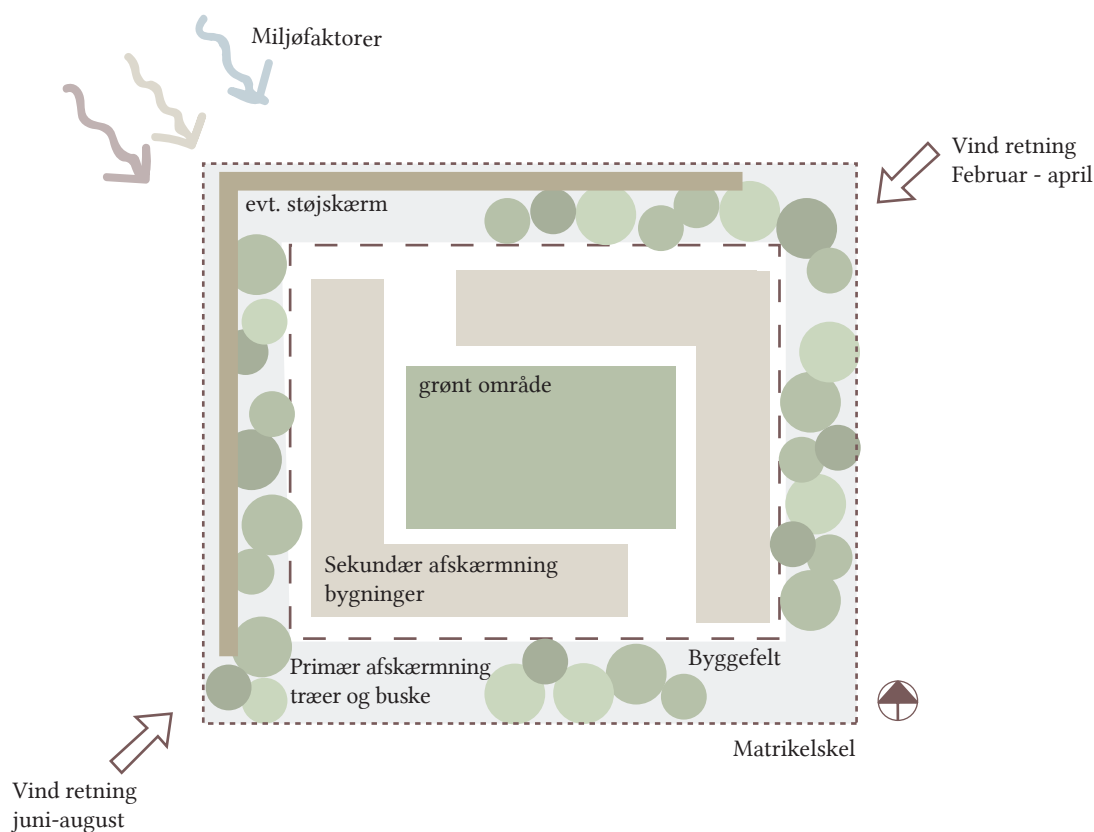 Miljøfaktorer
Vind retning
Februar - april
evt. støjskærm
grønt område
Sekundær afskærmning
bygninger
Primær afskærmning
træer og buske
Byggefelt
Matrikelskel
Vind retning
juni-august